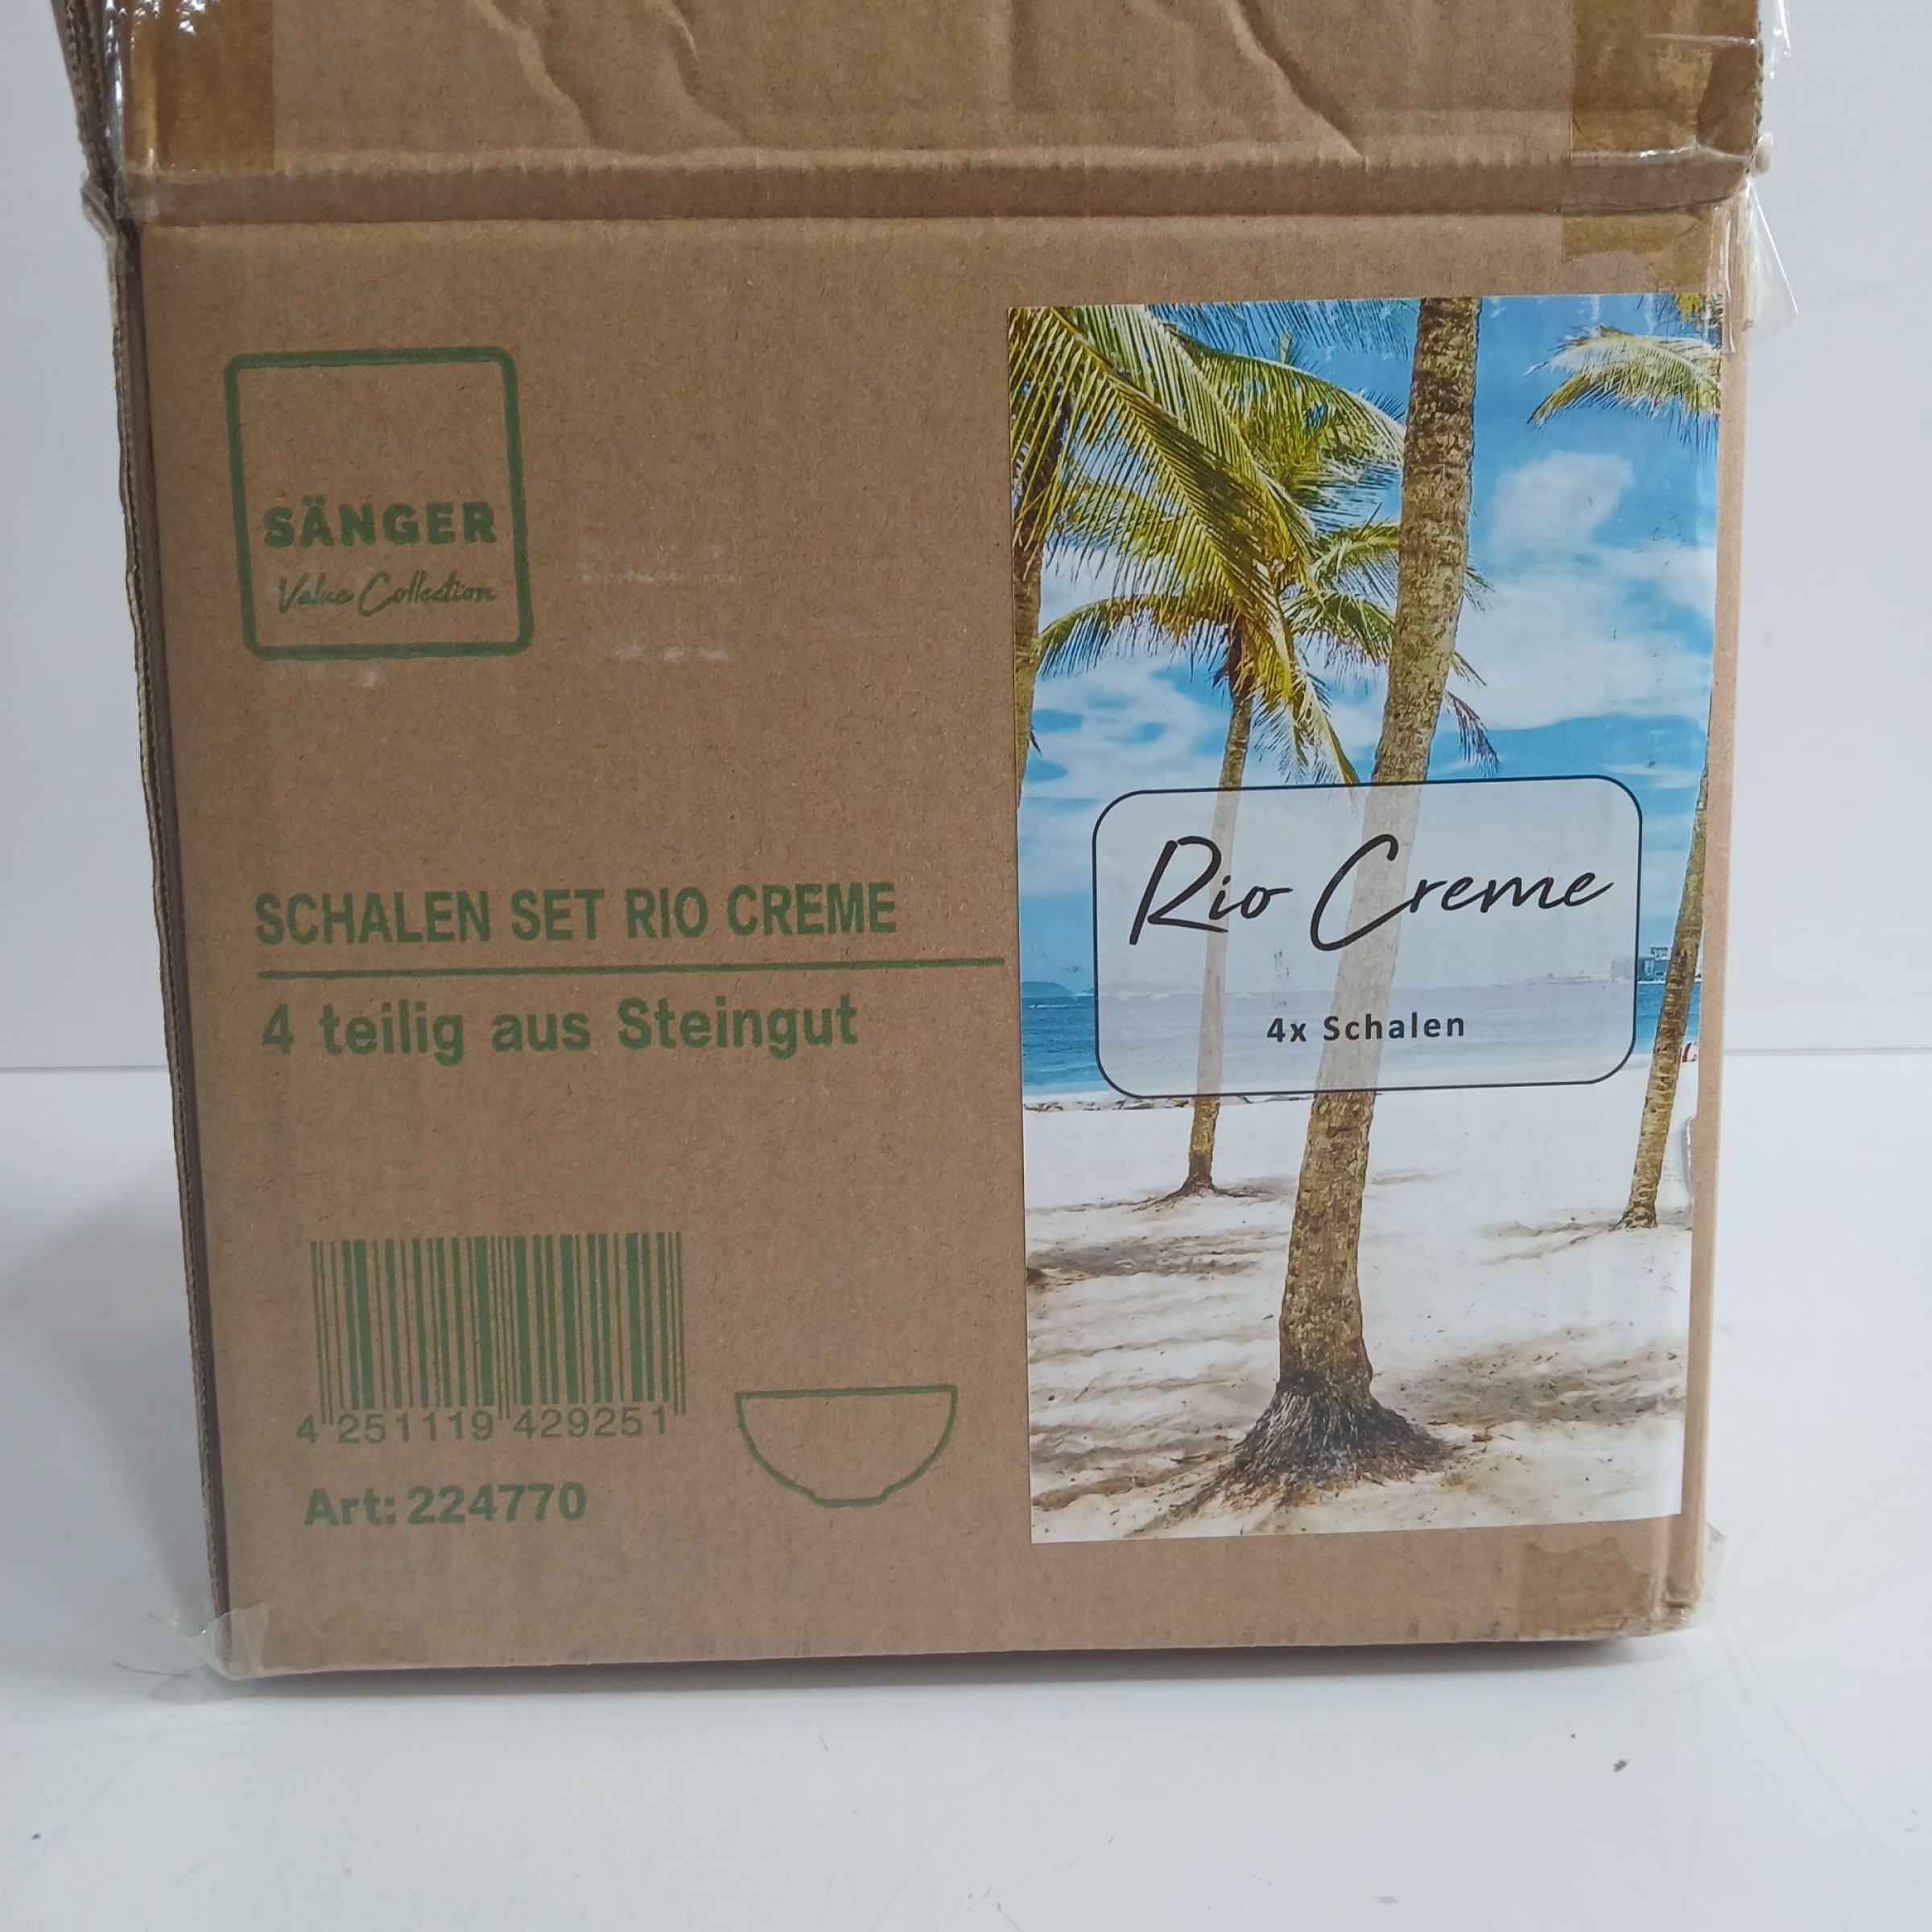 SÄNGER
Value Collection
SCHALEN SET RIO CREME
4 teilig aus Steingut
4 251119 429251
Art: 224770
Rio Creme
4x Schalen